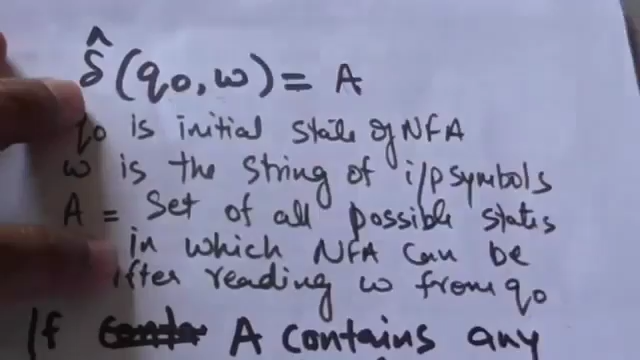 δ̂(q0, w) = A
q0 is initial state of NFA
w is the string of i/p symbols
A = Set of all possible states
in which NFA can be
after reading w from q0
If A contains any